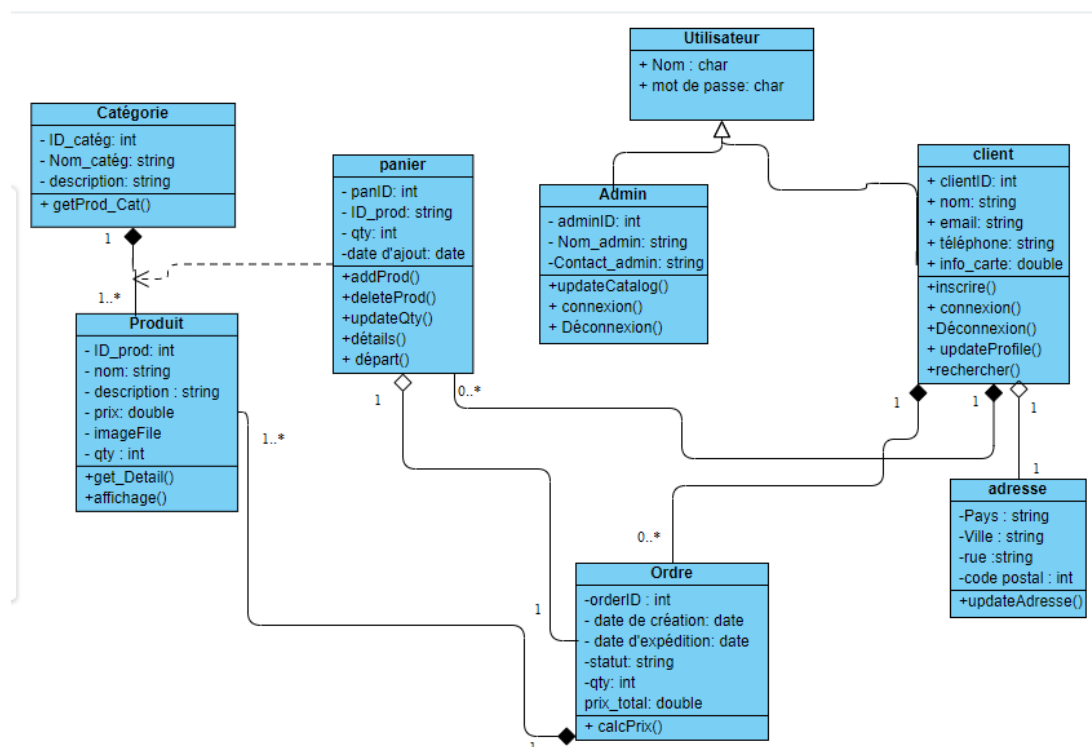 Utilisateur
+ Nom : char
+ mot de passe: char
Catégorie
- ID_catég: int
- Nom_catég: string
- description: string
+ getProd_Cat()
1
1..*
panier
- panID: int
- ID_prod: string
- qty: int
-date d'ajout: date
+addProd()
+deleteProd()
+updateQty()
+détails()
+ départ()
1
0..*
Admin
- adminID: int
- Nom_admin: string
-Contact_admin: string
+updateCatalog()
+ connexion()
+ Déconnexion()
client
+ clientID: int
+ nom: string
+ email: string
+ téléphone: string
+ info_carte: double
+inscrire()
+ connexion()
+Déconnexion()
+ updateProfile()
+rechercher()
1
1
1
1
Produit
- ID_prod: int
- nom: string
- description : string
- prix: double
- imageFile
- qty : int
+get_Detail()
+affichage()
1..*
adresse
-Pays : string
-Ville : string
-rue :string
-code postal : int
+updateAdresse()
0..*
1
Ordre
-orderID : int
- date de création: date
- date d'expédition: date
-statut: string
-qty: int
prix_total: double
+ calcPrix()
1